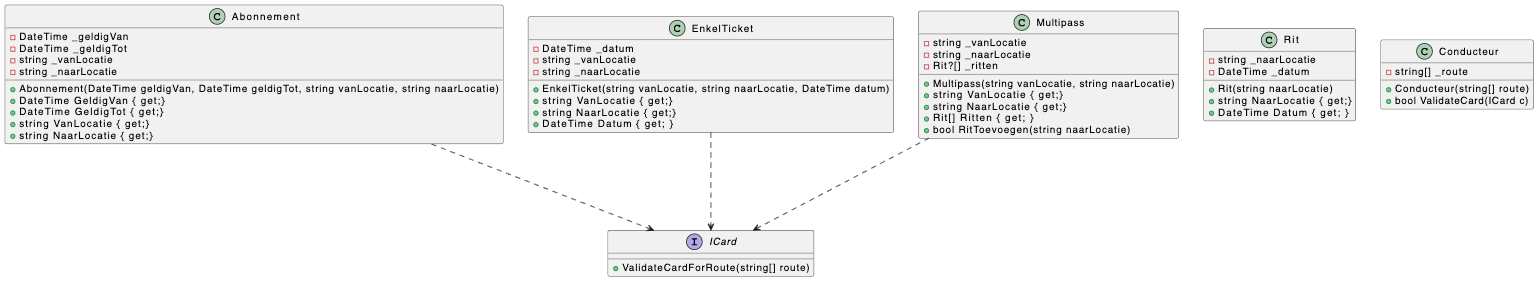 C Abonnement
DateTime _geldigVan
DateTime _geldigTot
string _vanLocatie
string _naarLocatie
Abonnement(DateTime geldigVan, DateTime geldigTot, string vanLocatie, string naarLocatie)
DateTime GeldigVan { get;}
DateTime GeldigTot { get;}
string VanLocatie { get;}
string NaarLocatie { get;}
C EnkelTicket
DateTime _datum
string _vanLocatie
string _naarLocatie
EnkelTicket(string vanLocatie, string naarLocatie, DateTime datum)
string VanLocatie { get;}
string NaarLocatie { get;}
DateTime Datum { get; }
C Multipass
string _vanLocatie
string _naarLocatie
Rit?[] _ritten
Multipass(string vanLocatie, string naarLocatie)
string VanLocatie { get;}
string NaarLocatie { get;}
Rit[] Ritten { get; }
bool RitToevoegen(string naarLocatie)
C Rit
string _naarLocatie
DateTime _datum
Rit(string naarLocatie)
string NaarLocatie { get;}
DateTime Datum { get; }
C Conducteur
string[] _route
Conducteur(string[] route)
bool ValidateCard(ICard c)
I ICard
ValidateCardForRoute(string[] route)